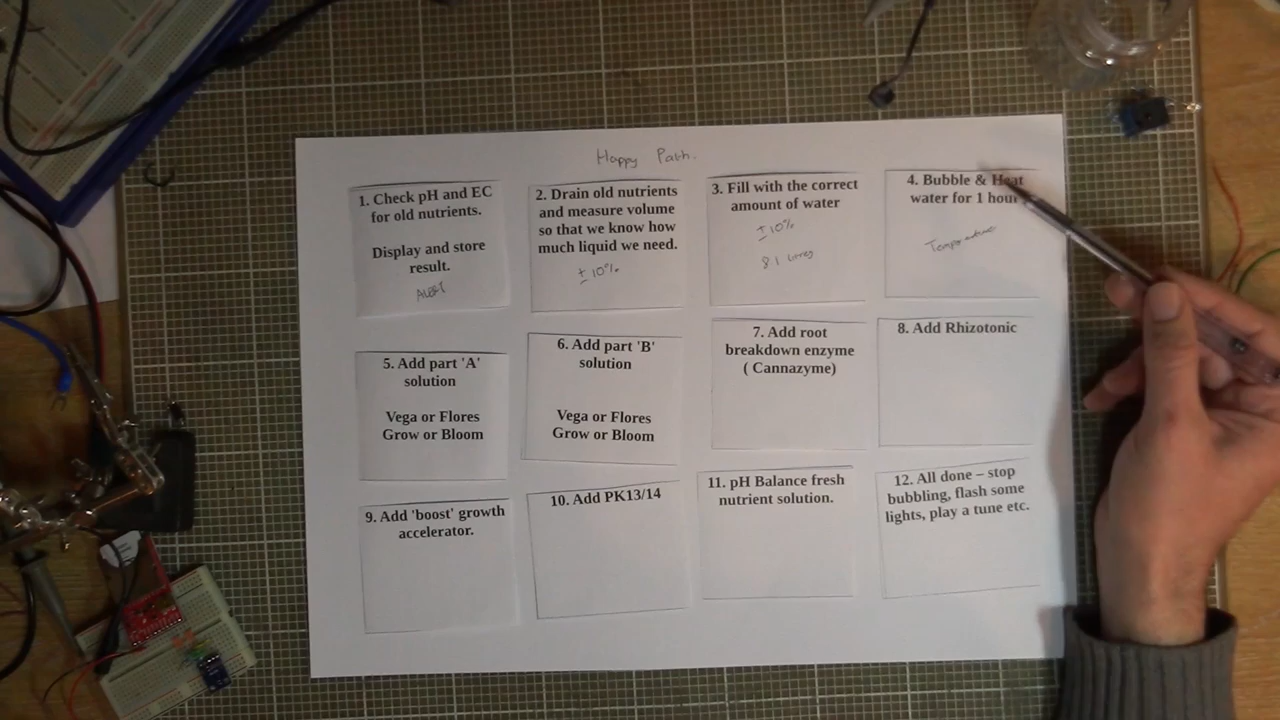 Happy Path.
1. Check pH and EC
for old nutrients.
Display and store
result.
2. Drain old nutrients
and measure volume
so that we know how
much liquid we need.
± 10%
3. Fill with the correct
amount of water
± 10%
81 litres
4. Bubble & Heat
water for 1 hour
Temperature
5. Add part 'A'
solution
Vega or Flores
Grow or Bloom
6. Add part 'B'
solution
Vega or Flores
Grow or Bloom
7. Add root
breakdown enzyme
( Cannazyme)
8. Add Rhizotonic
9. Add 'boost' growth
accelerator.
10. Add PK13/14
11. pH Balance fresh
nutrient solution.
12. All done – stop
bubbling, flash some
lights, play a tune etc.